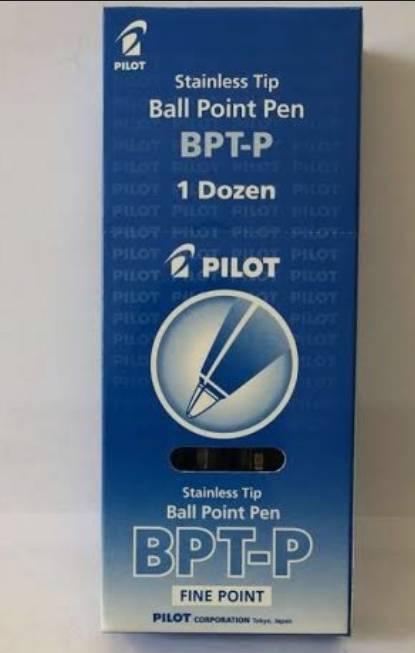 PILOT
Stainless Tip
Ball Point Pen
BPT-P
1 Dozen
PILOT
Stainless Tip
Ball Point Pen
BPT-P
FINE POINT
PILOT CORPORATION Tokyo, Japan